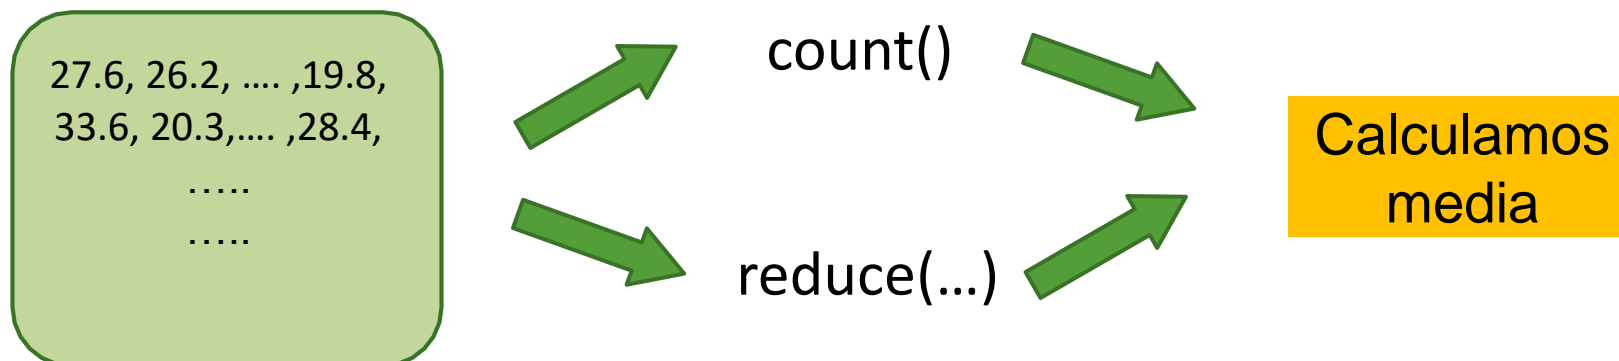 27.6, 26.2, .... ,19.8,
33.6, 20.3,.... ,28.4,
…..
…..
count()
reduce(...)
Calculamos
media